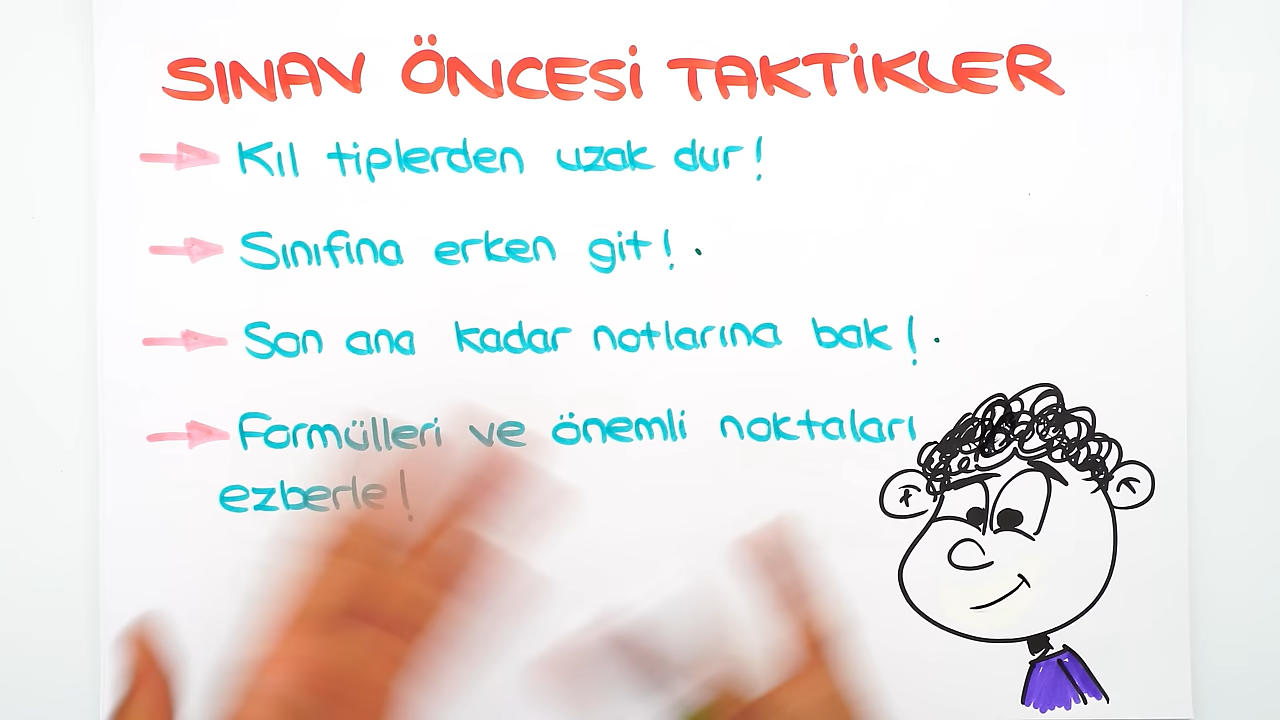 SINAV ÖNCESİ TAKTİKLER
Kıl tiplerden uzak dur!
Sınıfına erken git!
Son ana kadar notlarına bak!
Formülleri ve önemli noktaları
ezberle!